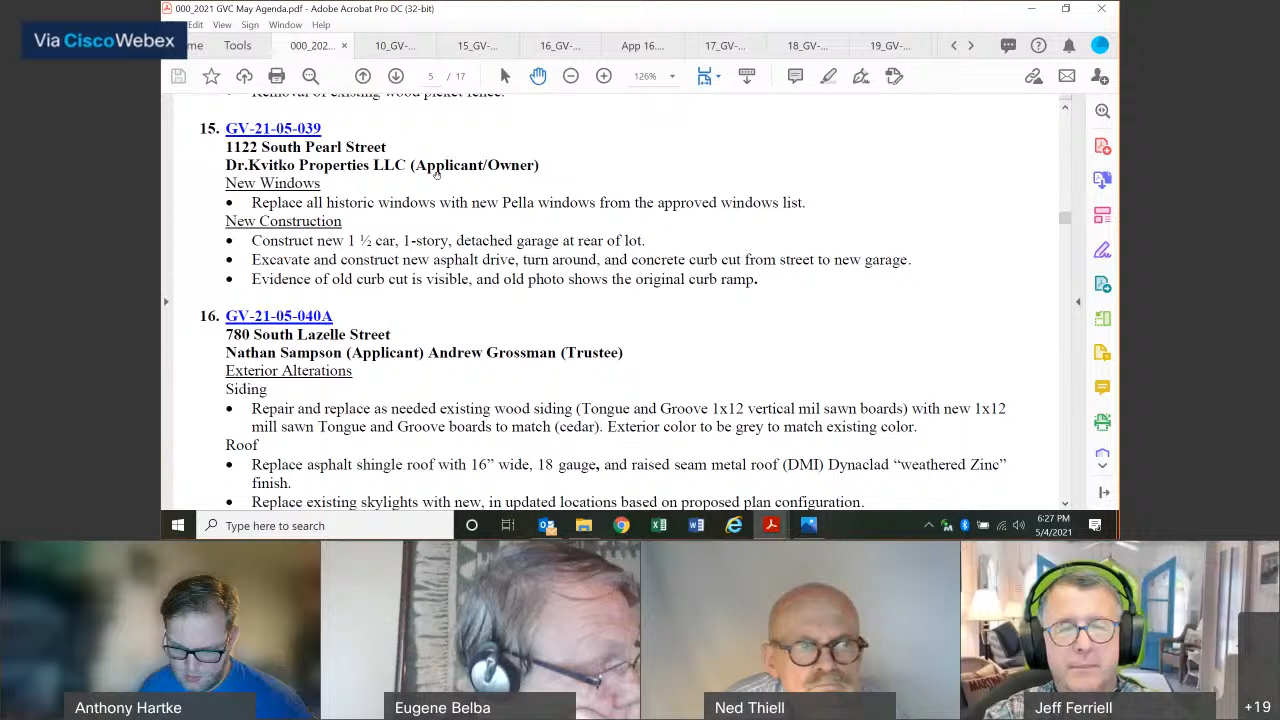 000_2021 GVC May Agenda.pdf - Adobe Acrobat Pro DC (32-bit)
Via Cisco Webex
Edit View Sign Window Help
me Tools 000_202... × 10_GV-... 15_GV-... 16_GV-... App 16.... 17_GV-... 18_GV-... 19_GV-...
5 / 17 126%
Removal of existing wood picket fence.
15. GV-21-05-039
1122 South Pearl Street
Dr.Kvitko Properties LLC (Applicant/Owner)
New Windows
• Replace all historic windows with new Pella windows from the approved windows list.
New Construction
• Construct new 1 ½ car, 1-story, detached garage at rear of lot.
• Excavate and construct new asphalt drive, turn around, and concrete curb cut from street to new garage.
• Evidence of old curb cut is visible, and old photo shows the original curb ramp.
16. GV-21-05-040A
780 South Lazelle Street
Nathan Sampson (Applicant) Andrew Grossman (Trustee)
Exterior Alterations
Siding
• Repair and replace as needed existing wood siding (Tongue and Groove 1x12 vertical mil sawn boards) with new 1x12
mill sawn Tongue and Groove boards to match (cedar). Exterior color to be grey to match existing color.
Roof
• Replace asphalt shingle roof with 16” wide, 18 gauge, and raised seam metal roof (DMI) Dynaclad “weathered Zinc”
finish.
• Replace existing skylights with new, in updated locations based on proposed plan configuration.
Type here to search
6:27 PM
5/4/2021
Anthony Hartke
Eugene Belba
Ned Thiell
Jeff Ferriell
+19